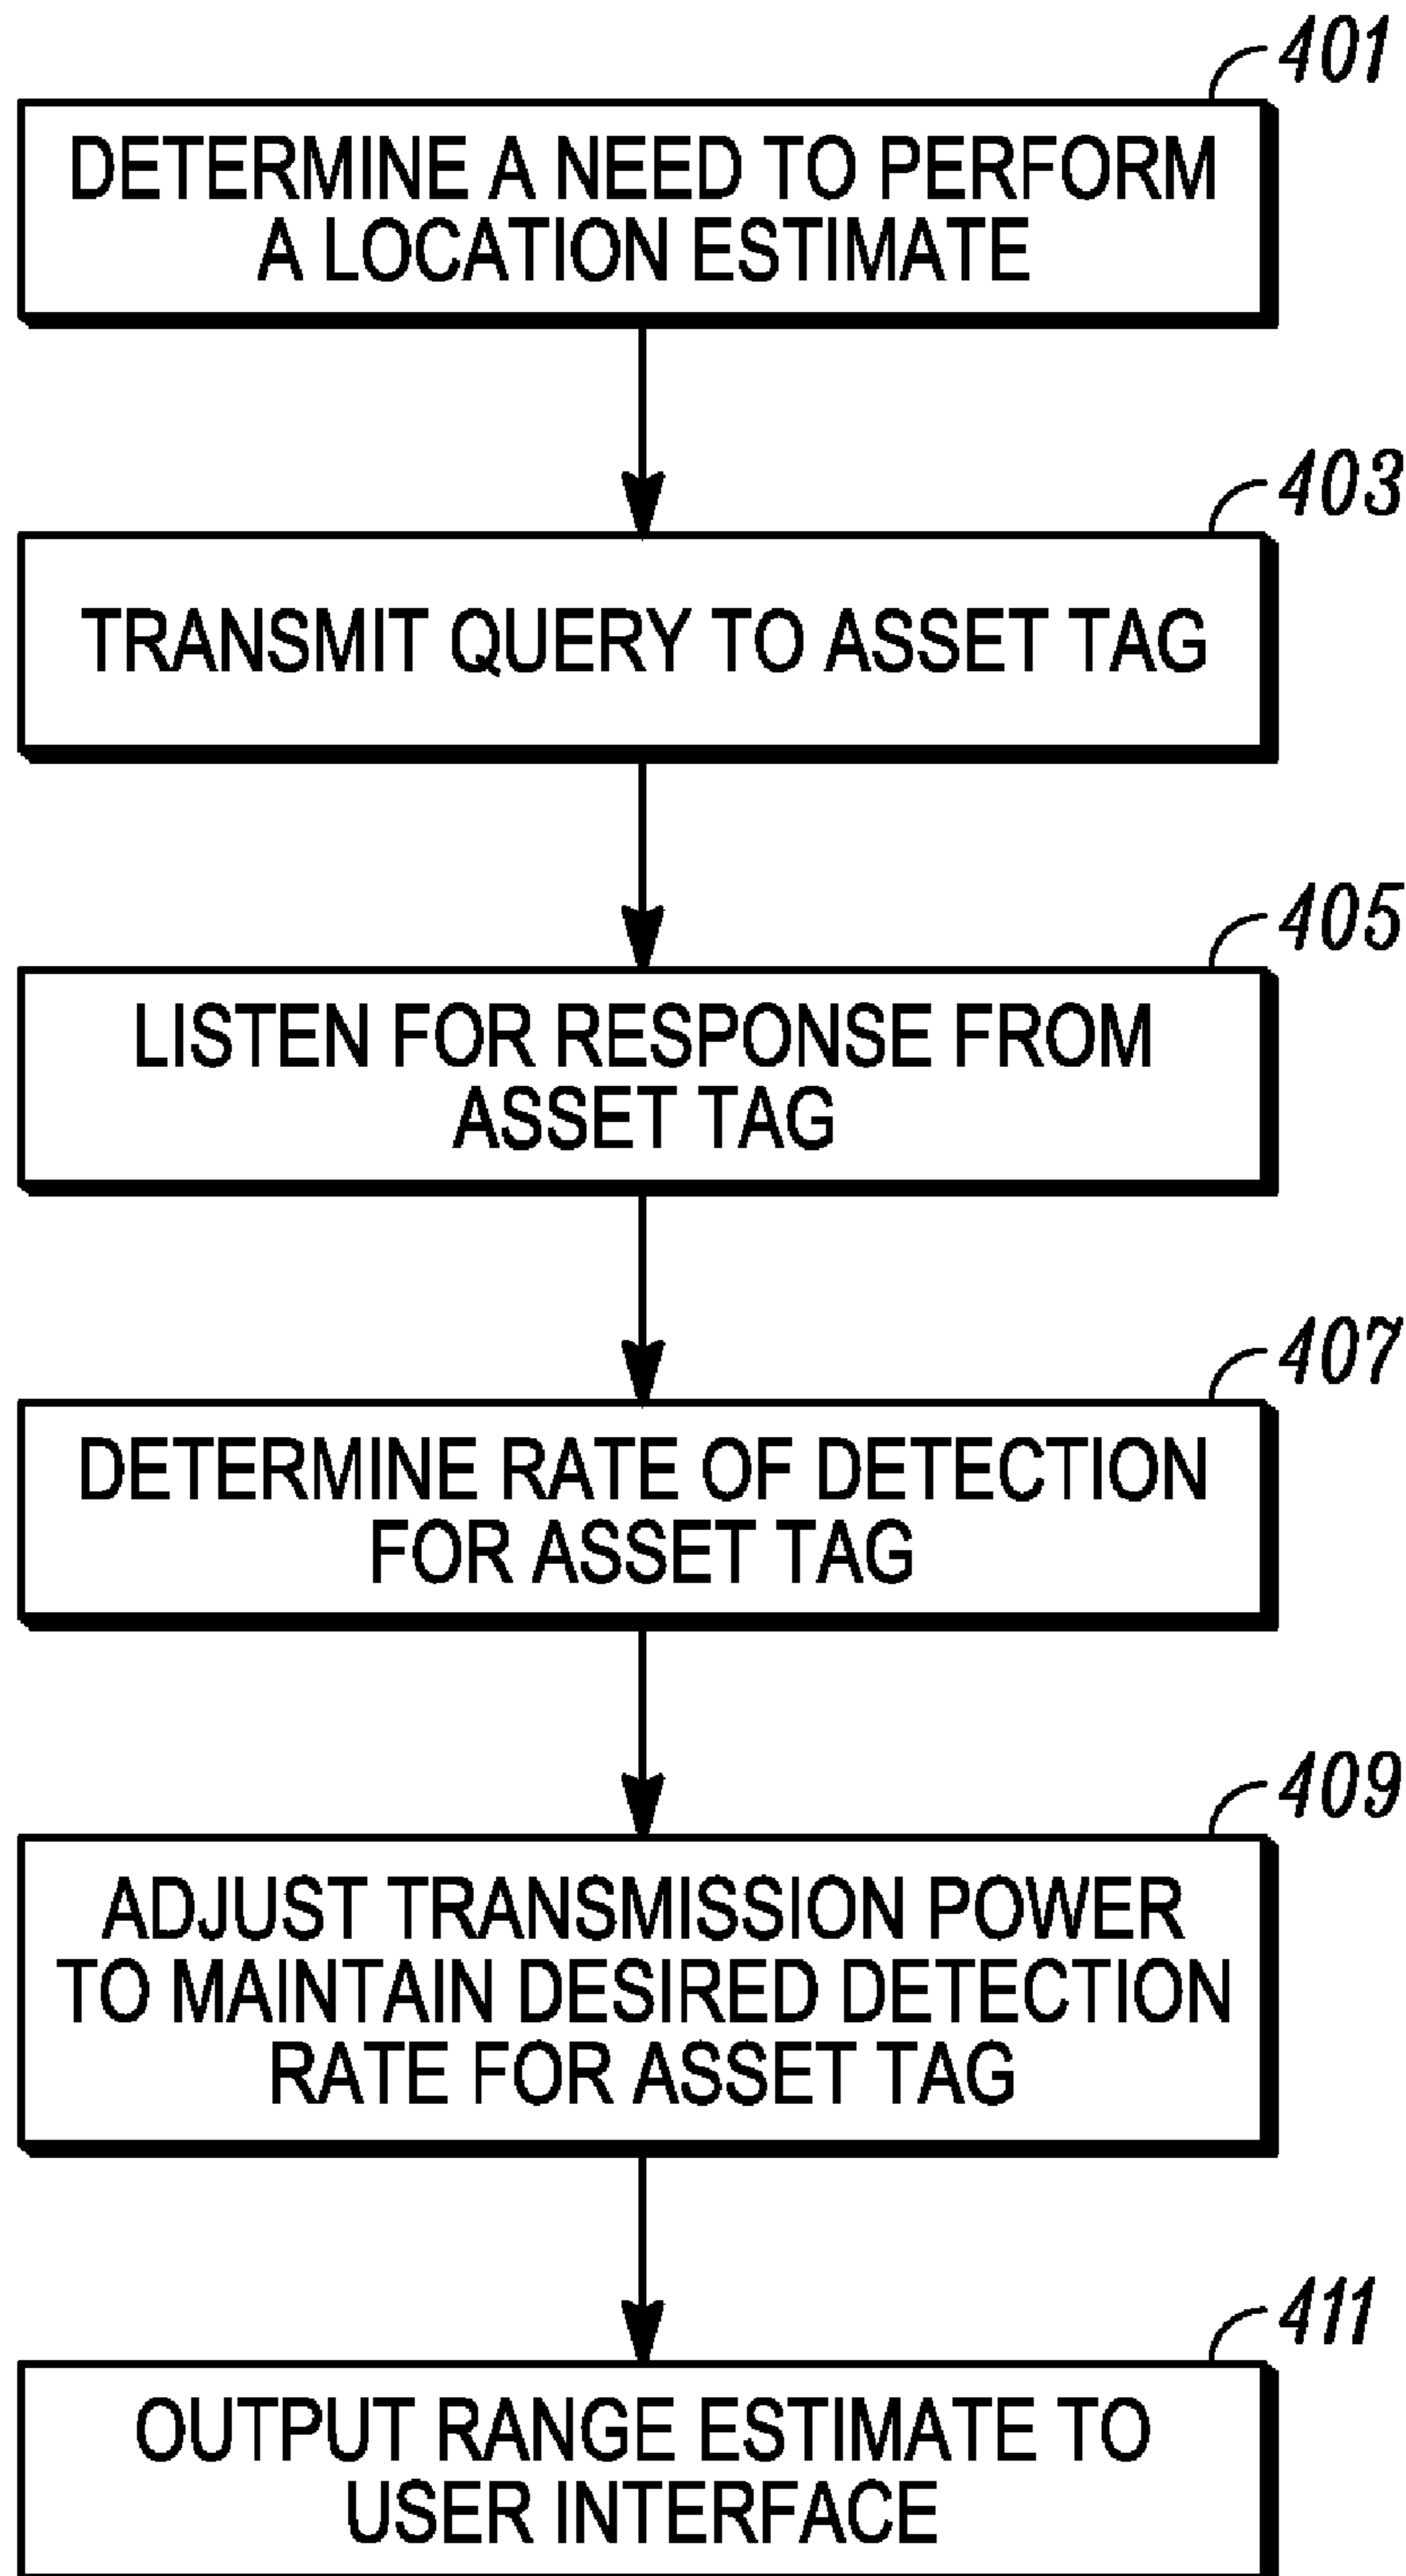 401
DETERMINE A NEED TO PERFORM
A LOCATION ESTIMATE
403
TRANSMIT QUERY TO ASSET TAG
405
LISTEN FOR RESPONSE FROM
ASSET TAG
407
DETERMINE RATE OF DETECTION
FOR ASSET TAG
409
ADJUST TRANSMISSION POWER
TO MAINTAIN DESIRED DETECTION
RATE FOR ASSET TAG
411
OUTPUT RANGE ESTIMATE TO
USER INTERFACE